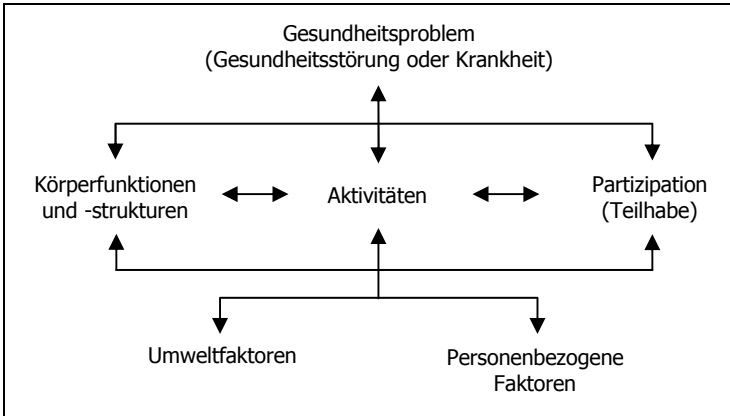 Gesundheitsproblem
(Gesundheitsstörung oder Krankheit)
Körperfunktionen
und -strukturen
Aktivitäten
Partizipation
(Teilhabe)
Umweltfaktoren
Personenbezogene
Faktoren